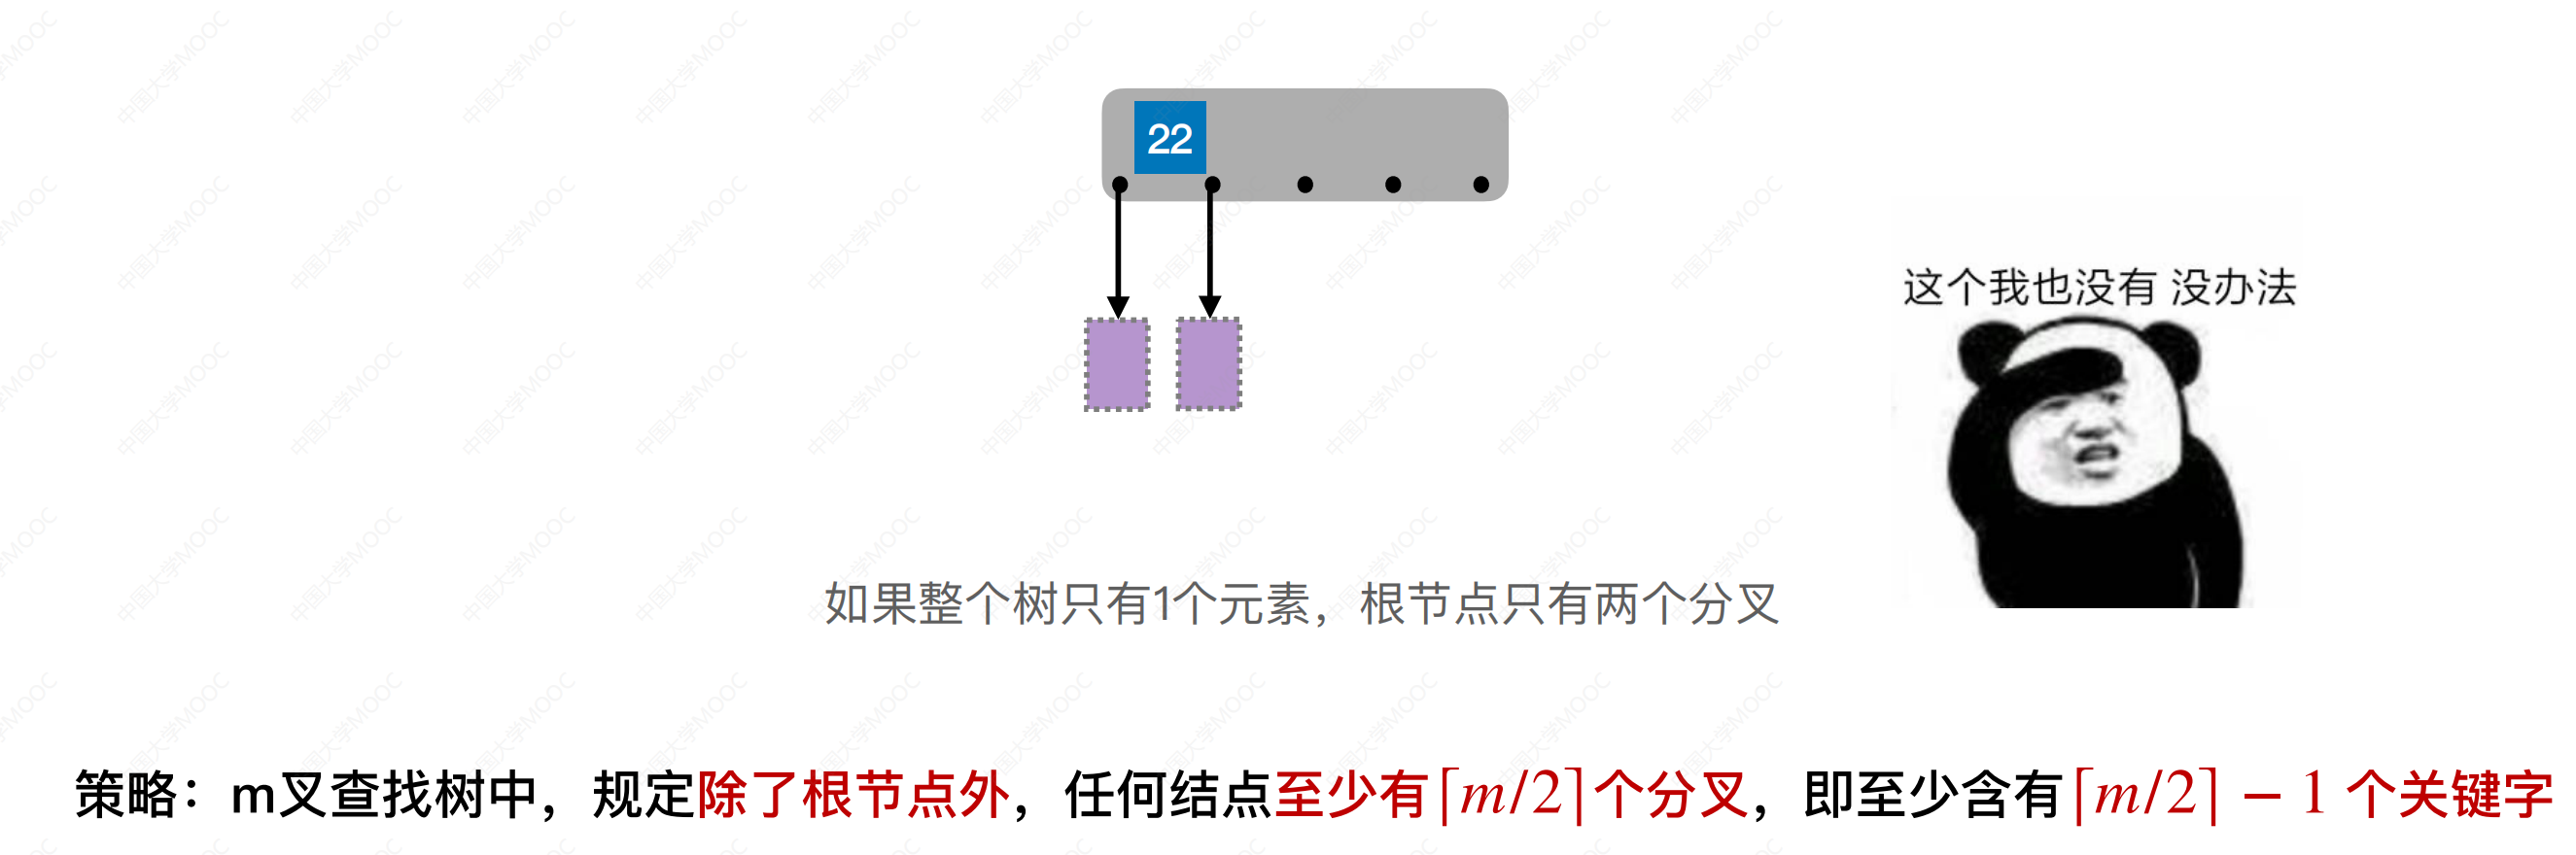 22
这个我也没有 没办法
如果整个树只有1个元素，根节点只有两个分叉
策略：m叉查找树中，规定除了根节点外，任何结点至少有⌈m/2⌉个分叉，即至少含有⌈m/2⌉ − 1 个关键字
中国大学MOOC